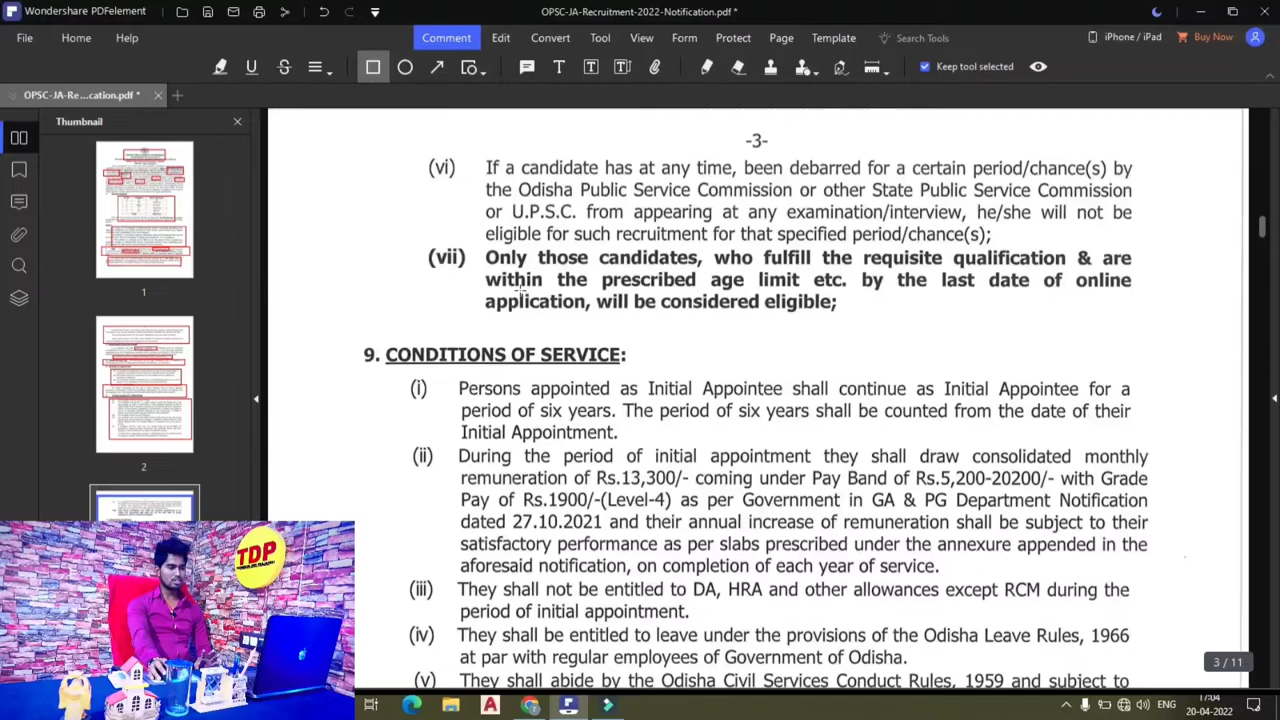 Wondershare PDFelement
OPSC-JA-Recruitment-2022-Notification.pdf *
File Home Help
Comment Edit Convert Tool View Form Protect Page Template Search Tools
iPhone / iPad Buy Now
Keep tool selected
OPSC-JA-Re...cation.pdf *
Thumbnail
1
2
-3-
(vi) If a candidate has at any time, been debarred for a certain period/chance(s) by
the Odisha Public Service Commission or other State Public Service Commission
or U.P.S.C. from appearing at any examination/interview, he/she will not be
eligible for such recruitment for that specific period/chance(s);
(vii) Only those candidates, who fulfill the requisite qualification & are
within the prescribed age limit etc. by the last date of online
application, will be considered eligible;
9. CONDITIONS OF SERVICE:
(i) Persons appointed as Initial Appointee shall continue as Initial Appointee for a
period of six years. The period of six years shall be counted from the date of their
Initial Appointment.
(ii) During the period of initial appointment they shall draw consolidated monthly
remuneration of Rs.13,300/- coming under Pay Band of Rs.5,200-20200/- with Grade
Pay of Rs.1900/-(Level-4) as per Government in GA & PG Department Notification
dated 27.10.2021 and their annual increase of remuneration shall be subject to their
satisfactory performance as per slabs prescribed under the annexure appended in the
aforesaid notification, on completion of each year of service.
(iii) They shall not be entitled to DA, HRA and other allowances except RCM during the
period of initial appointment.
(iv) They shall be entitled to leave under the provisions of the Odisha Leave Rules, 1966
at par with regular employees of Government of Odisha.
(v) They shall abide by the Odisha Civil Services Conduct Rules, 1959 and subject to
3 / 11
TDP
ENG
17:04
20-04-2022